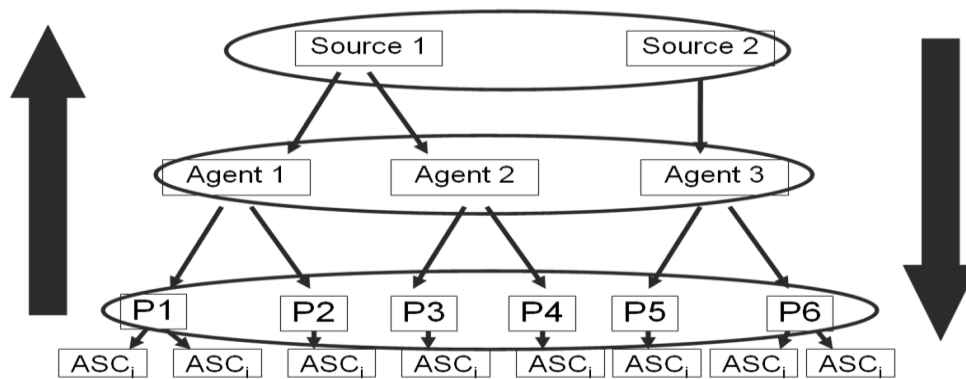 Source 1 Source 2
Agent 1 Agent 2 Agent 3
P1 P2 P3 P4 P5 P6
ASCi ASCi ASCi ASCi ASCi ASCi ASCi ASCi